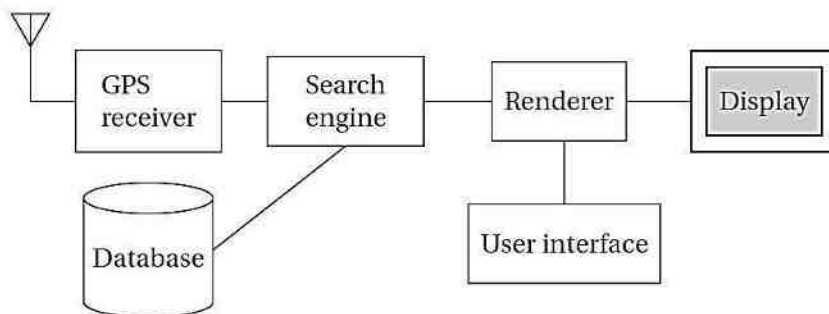 GPS
receiver
Search
engine
Renderer
Display
Database
User interface